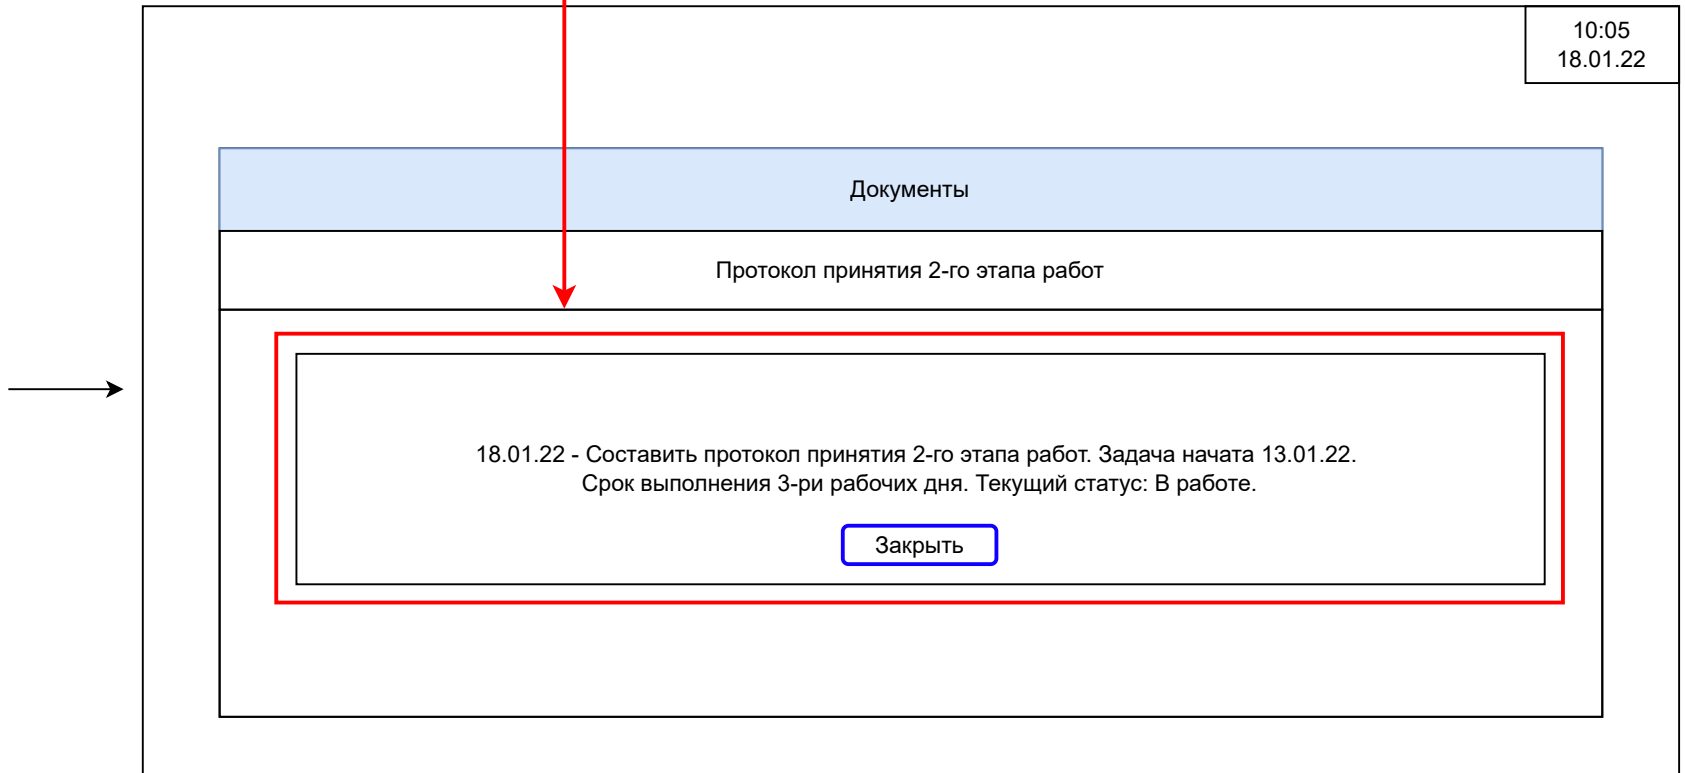 10:05
18.01.22
Документы
Протокол принятия 2-го этапа работ
18.01.22 - Составить протокол принятия 2-го этапа работ. Задача начата 13.01.22.
Срок выполнения 3-ри рабочих дня. Текущий статус: В работе.
Закрыть